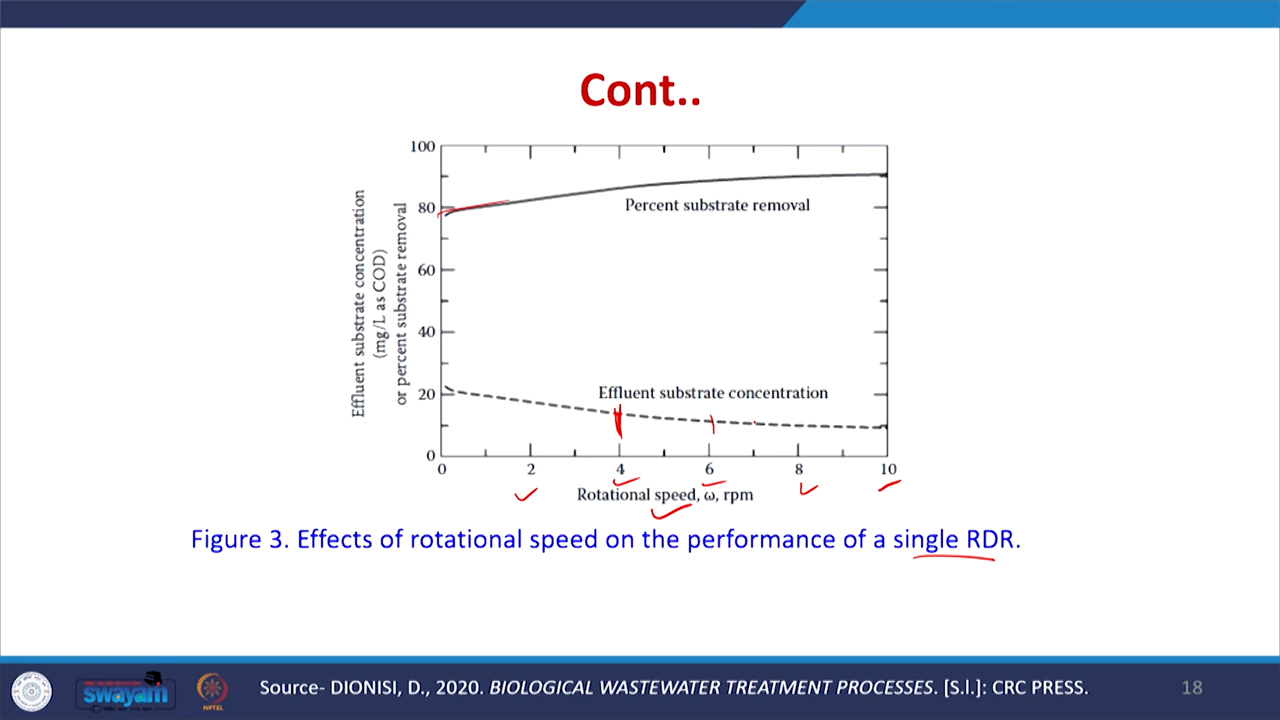 Cont..
100
80
60
40
20
0
Effluent substrate concentration
(mg/L as COD)
or percent substrate removal
Percent substrate removal
Effluent substrate concentration
0 2 4 6 8 10
Rotational speed, ω, rpm
Figure 3. Effects of rotational speed on the performance of a single RDR.
swayam
NPTEL
Source- DIONISI, D., 2020. BIOLOGICAL WASTEWATER TREATMENT PROCESSES. [S.l.]: CRC PRESS.
18